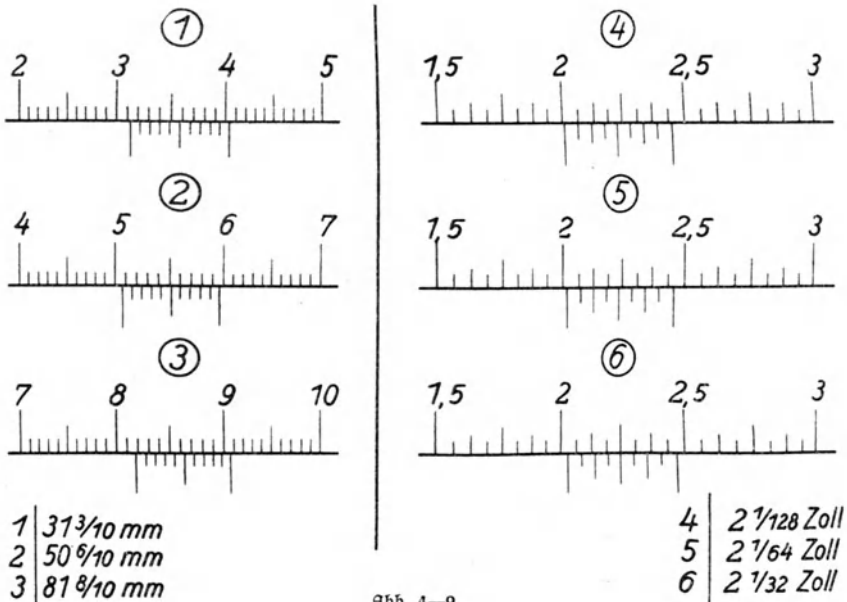 1
2 3 4 5
2
4 5 6 7
3
7 8 9 10
1 31 3/10 mm
2 50 6/10 mm
3 81 8/10 mm
4
1,5 2 2,5 3
5
1,5 2 2,5 3
6
1,5 2 2,5 3
4 2 1/128 Zoll
5 2 1/64 Zoll
6 2 1/32 Zoll